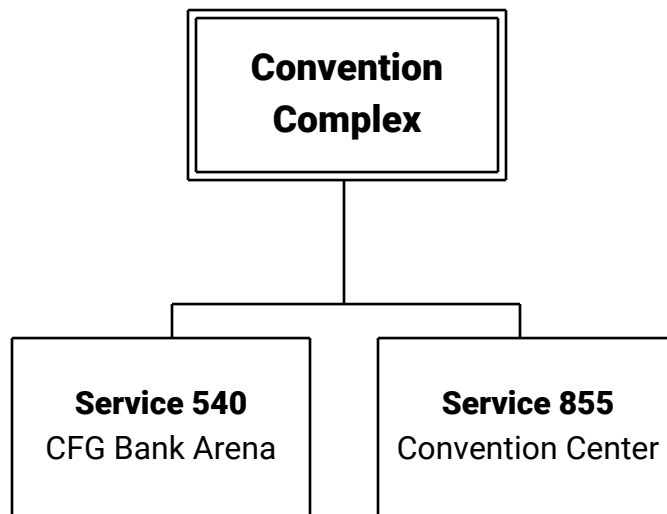 Convention
Complex
Service 540
CFG Bank Arena
Service 855
Convention Center